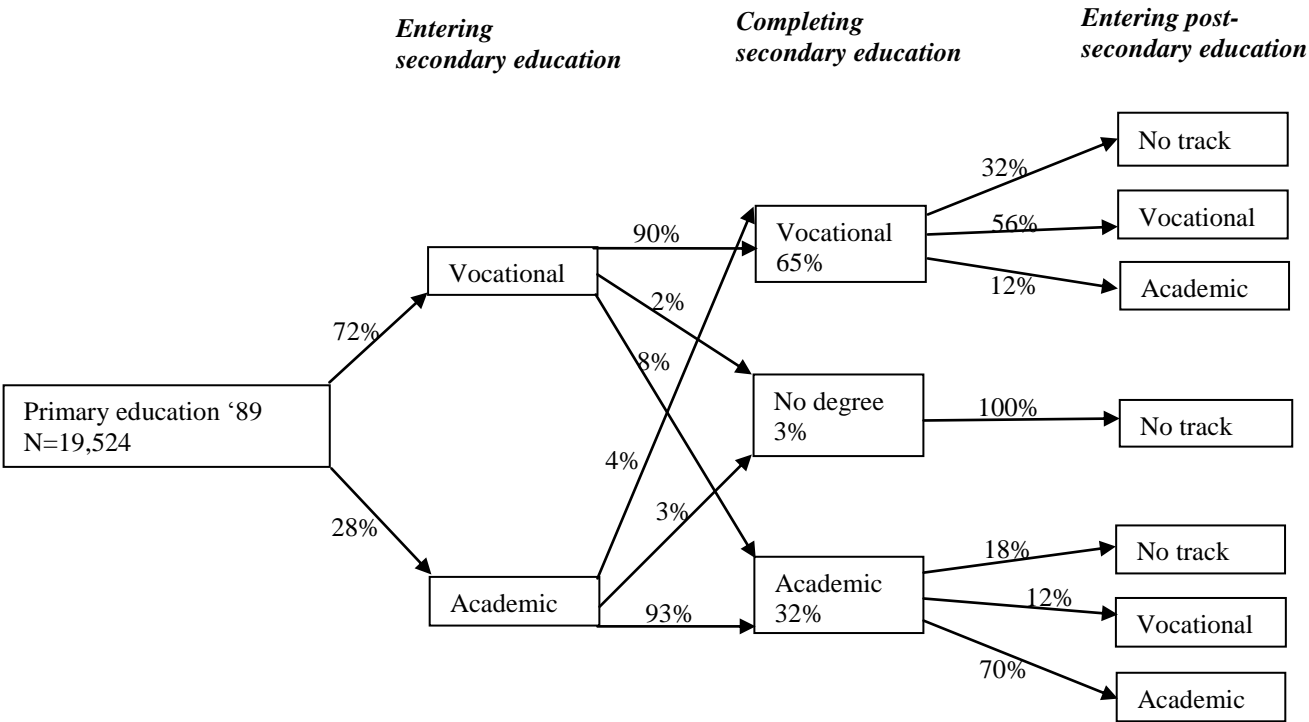 Entering
secondary education
Completing
secondary education
Entering post-
secondary education
Primary education ‘89
N=19,524
72%
28%
Vocational
Academic
90%
2%
8%
4%
3%
93%
Vocational
65%
No degree
3%
Academic
32%
32%
56%
12%
100%
18%
12%
70%
No track
Vocational
Academic
No track
No track
Vocational
Academic